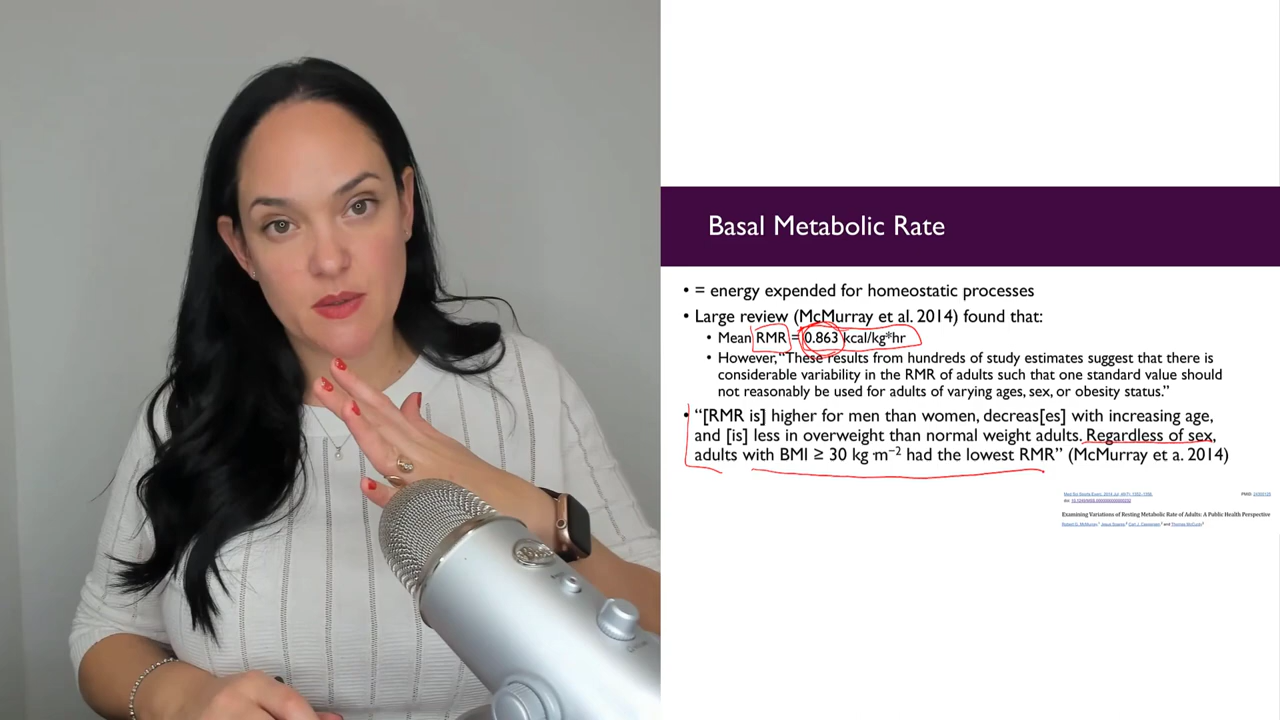 Basal Metabolic Rate
• = energy expended for homeostatic processes
• Large review (McMurray et al. 2014) found that:
• Mean RMR = 0.863 kcal/kg*hr
• However, “These results from hundreds of study estimates suggest that there is
considerable variability in the RMR of adults such that one standard value should
not reasonably be used for adults of varying ages, sex, or obesity status.”
• “[RMR is] higher for men than women, decreas[es] with increasing age,
and [is] less in overweight than normal weight adults. Regardless of sex,
adults with BMI ≥ 30 kg·m⁻² had the lowest RMR” (McMurray et a. 2014)
Examining Variations of Resting Metabolic Rate of Adults: A Public Health Perspective
Blue